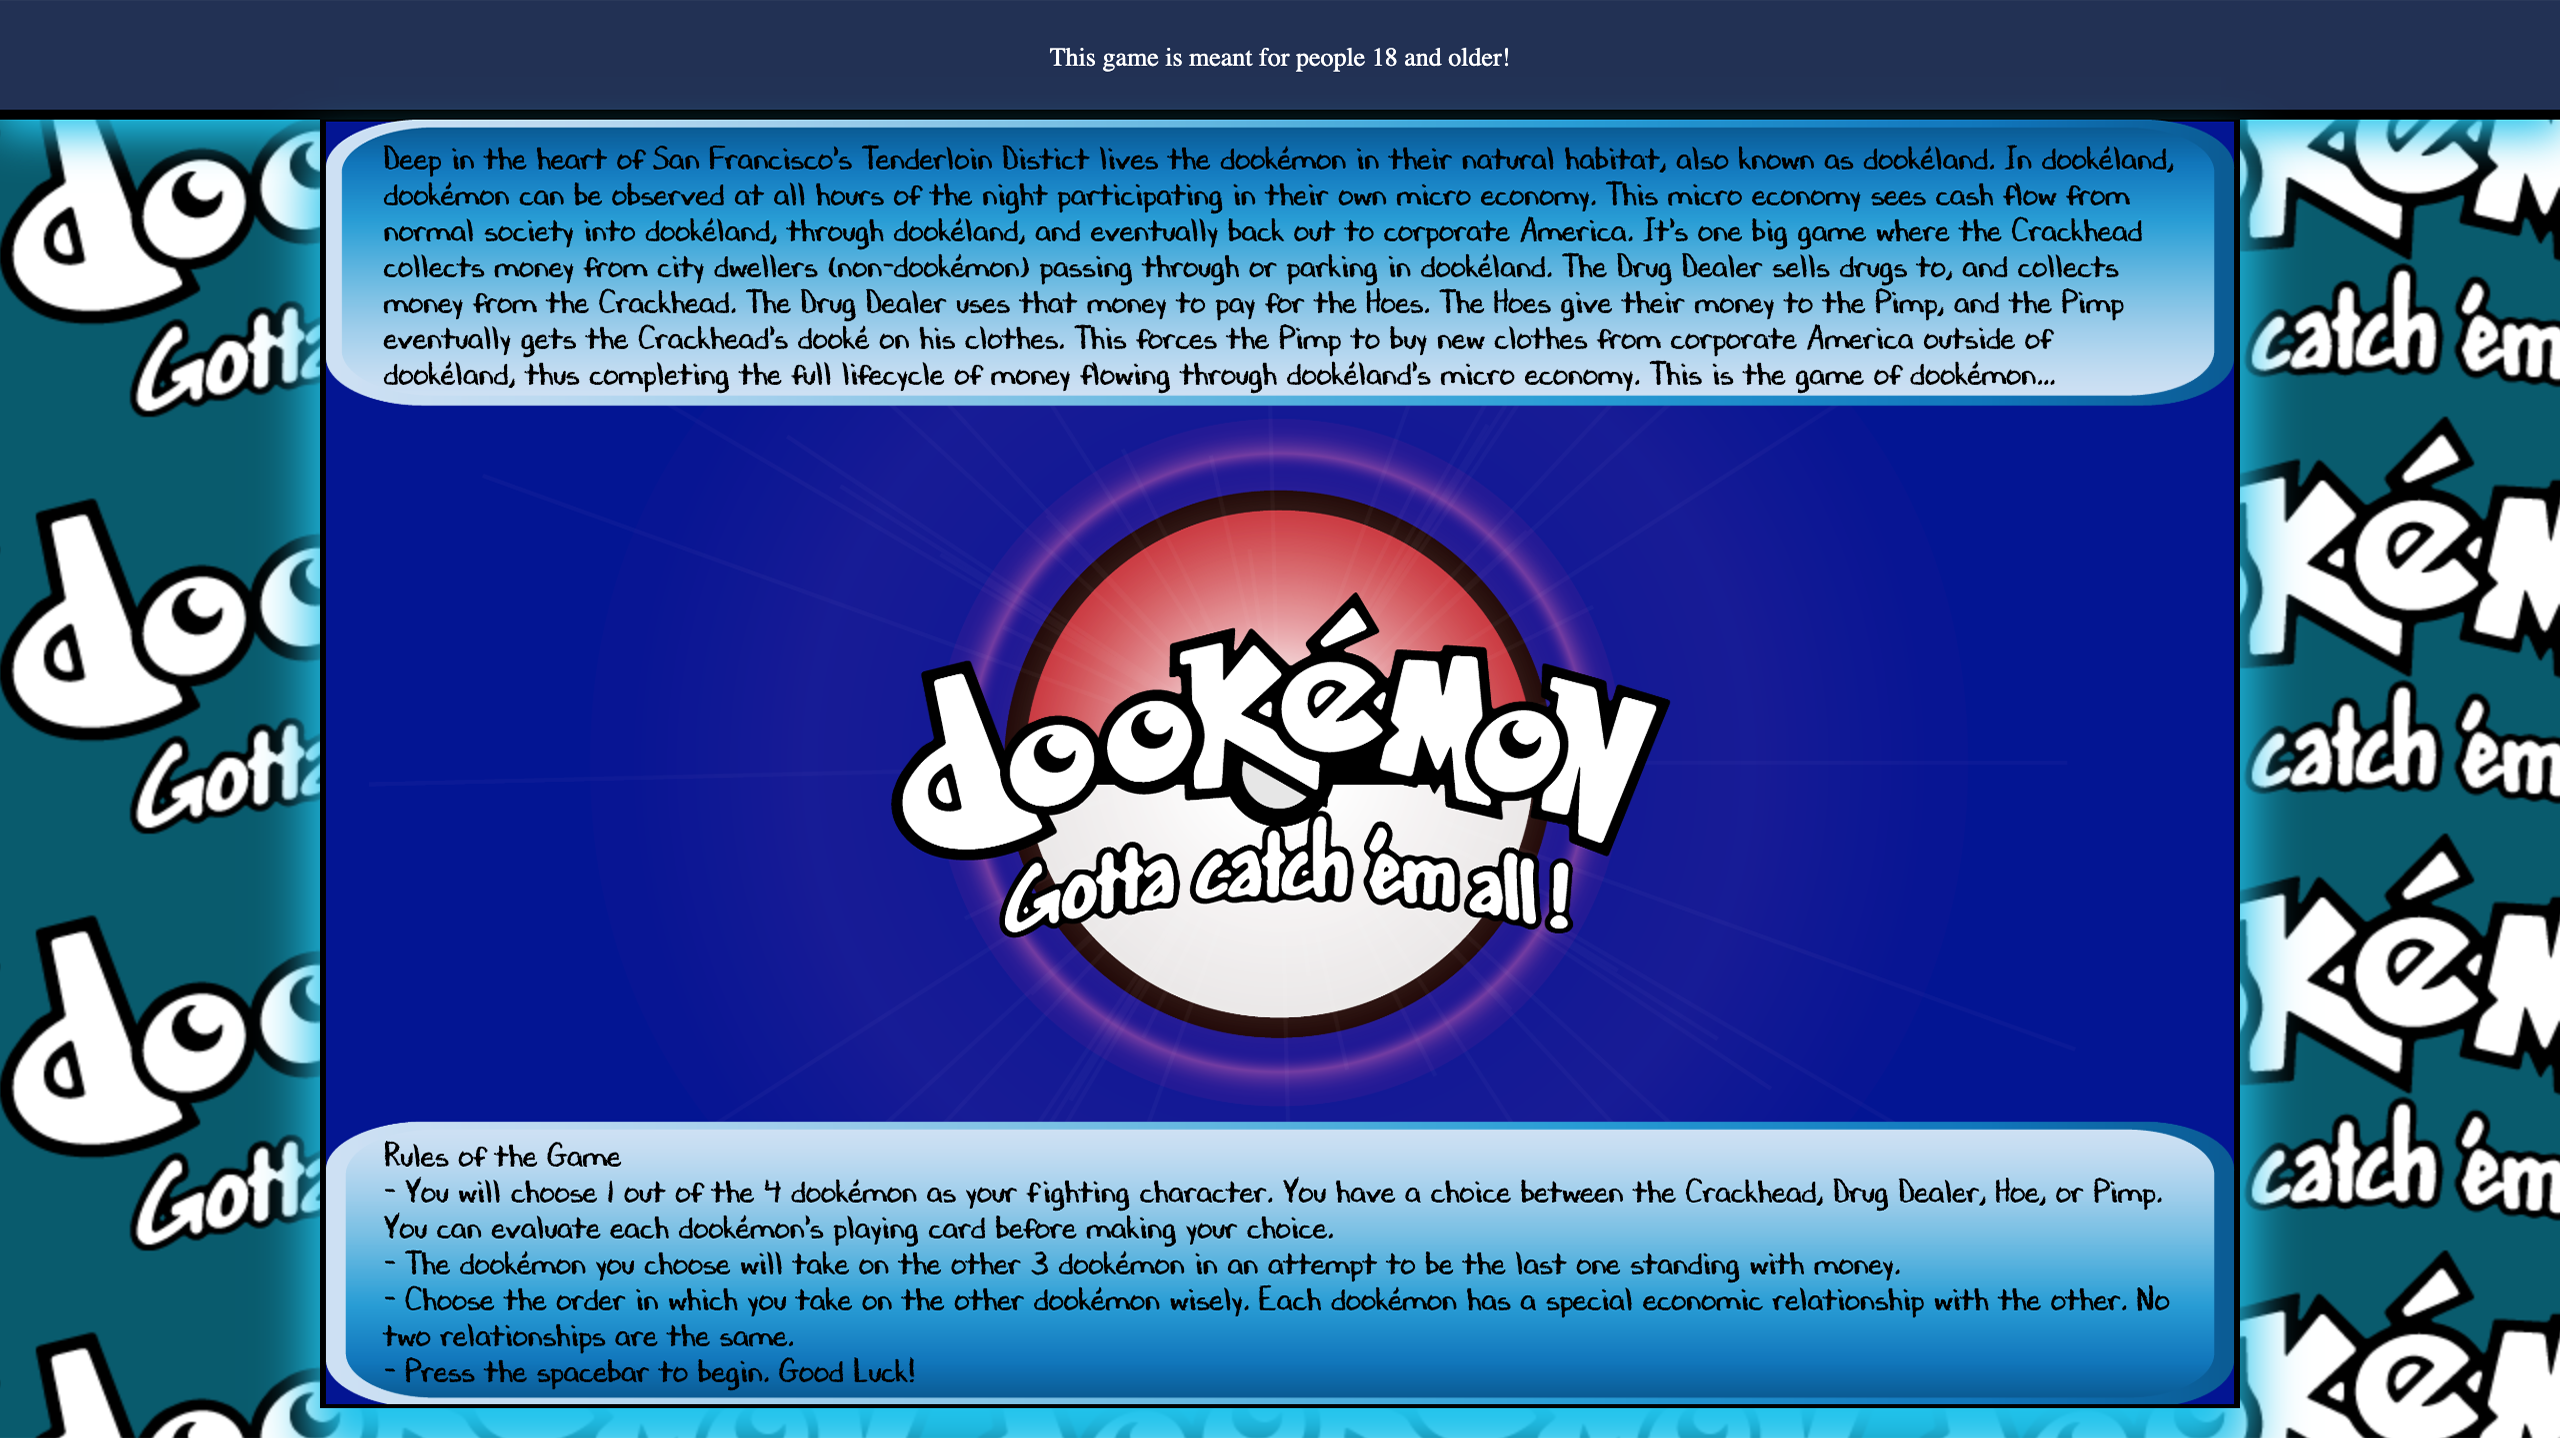 This game is meant for people 18 and older!
Deep in the heart of San Francisco's Tenderloin Distict lives the dookémon in their natural habitat, also known as dookéland. In dookéland,
dookémon can be observed at all hours of the night participating in their own micro economy. This micro economy sees cash flow from
normal society into dookéland, through dookéland, and eventually back out to corporate America. It's one big game where the Crackhead
collects money from city dwellers (non-dookémon) passing through or parking in dookéland. The Drug Dealer sells drugs to, and collects
money from the Crackhead. The Drug Dealer uses that money to pay for the Hoes. The Hoes give their money to the Pimp, and the Pimp
eventually gets the Crackhead's dooké on his clothes. This forces the Pimp to buy new clothes from corporate America outside of
dookéland, thus completing the full lifecycle of money flowing through dookéland's micro economy. This is the game of dookémon...
dookémon
Gotta catch 'em all!
Rules of the Game
- You will choose 1 out of the 4 dookémon as your fighting character. You have a choice between the Crackhead, Drug Dealer, Hoe, or Pimp.
You can evaluate each dookémon's playing card before making your choice.
- The dookémon you choose will take on the other 3 dookémon in an attempt to be the last one standing with money.
- Choose the order in which you take on the other dookémon wisely. Each dookémon has a special economic relationship with the other. No
two relationships are the same.
- Press the spacebar to begin. Good Luck!